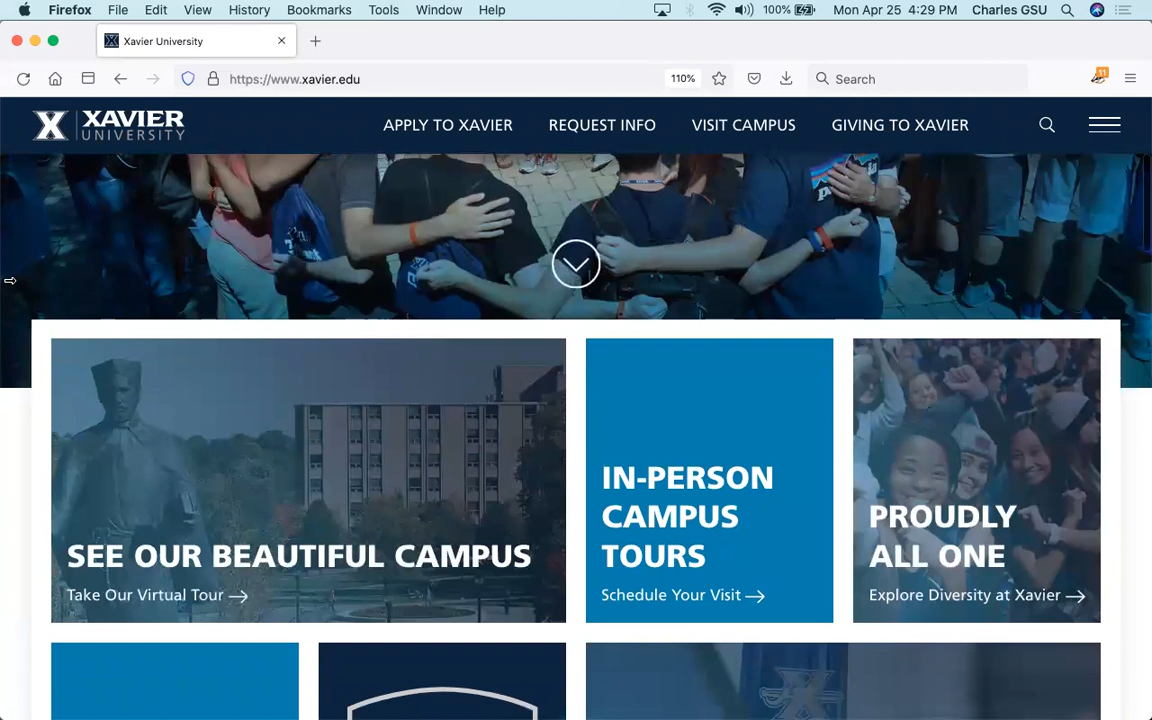 Firefox File Edit View History Bookmarks Tools Window Help 100% Mon Apr 25 4:29 PM Charles GSU
Xavier University
https://www.xavier.edu 110% Search 11
X XAVIER UNIVERSITY
APPLY TO XAVIER REQUEST INFO VISIT CAMPUS GIVING TO XAVIER
SEE OUR BEAUTIFUL CAMPUS
Take Our Virtual Tour
IN-PERSON
CAMPUS
TOURS
Schedule Your Visit
PROUDLY
ALL ONE
Explore Diversity at Xavier